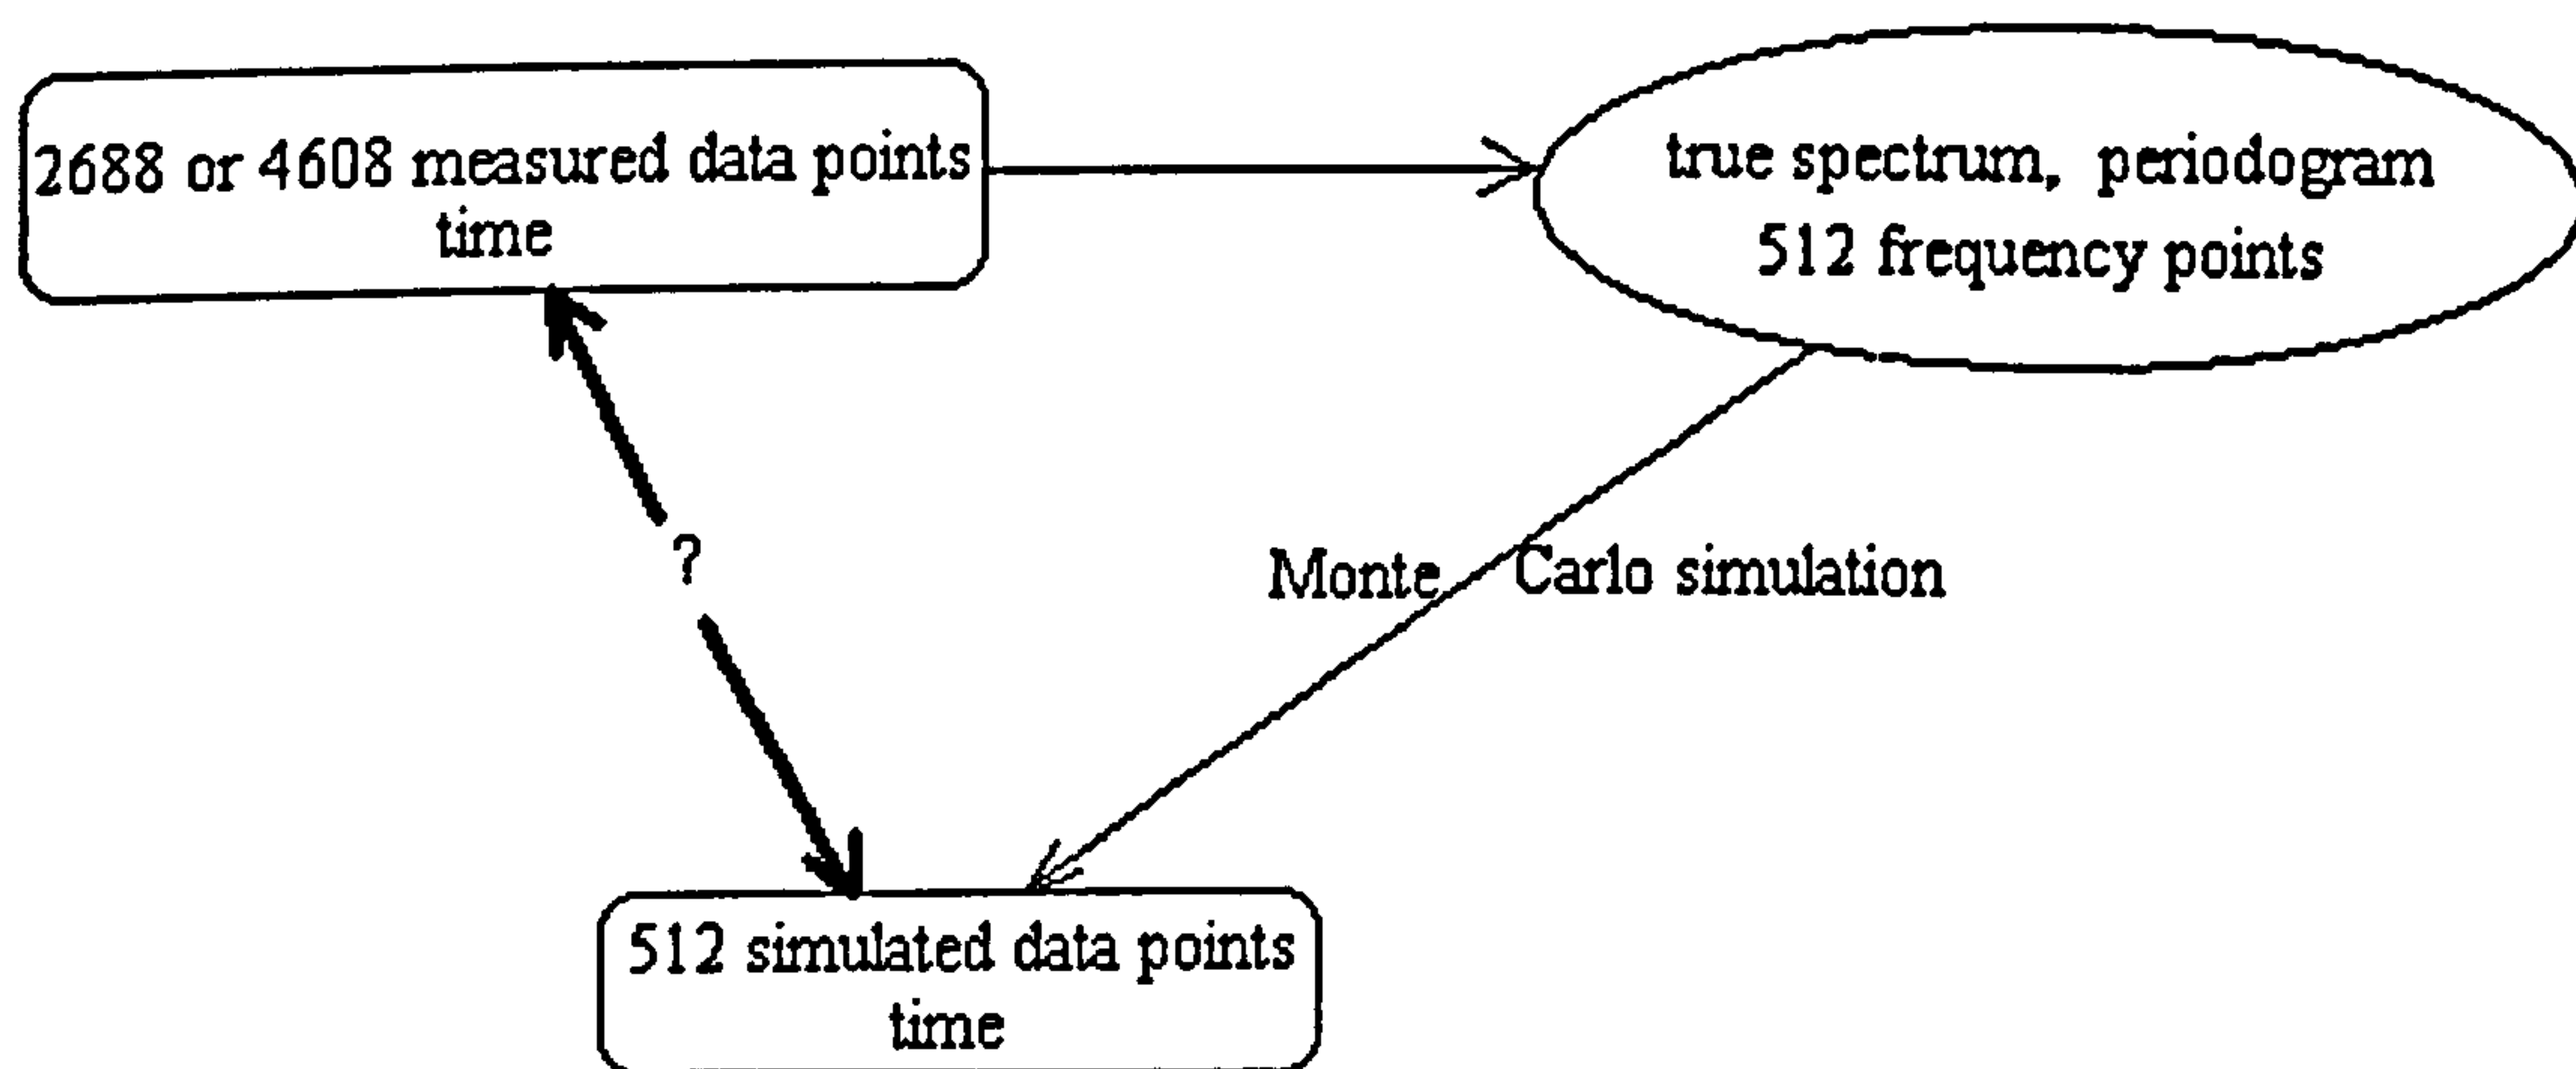 2688 or 4608 measured data points
time
true spectrum, periodogram
512 frequency points
?
Monte Carlo simulation
512 simulated data points
time